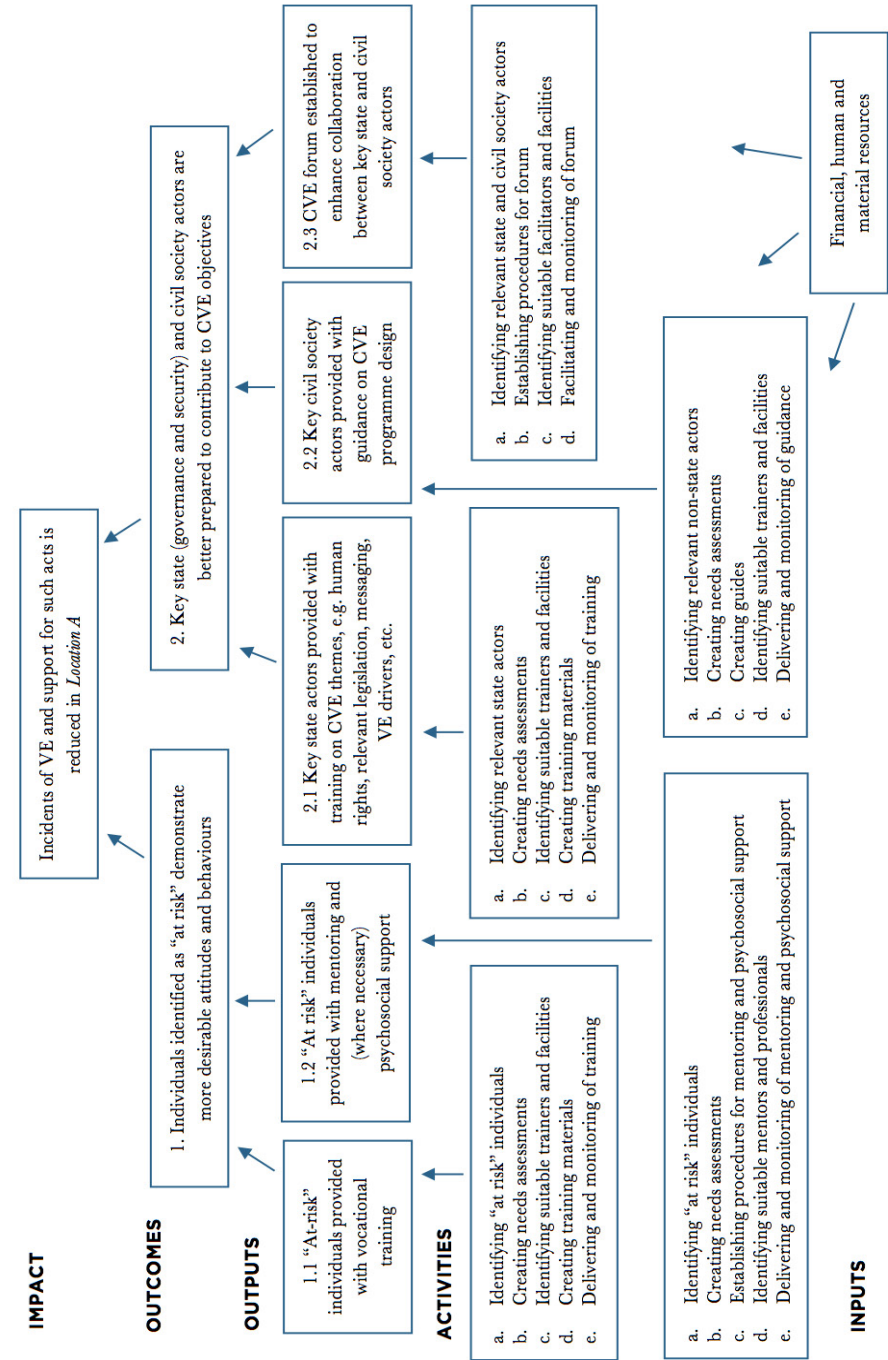 IMPACT
Incidents of VE and support for such acts is
reduced in Location A
OUTCOMES
1. Individuals identified as “at risk” demonstrate
more desirable attitudes and behaviours
2. Key state (governance and security) and civil society actors are
better prepared to contribute to CVE objectives
OUTPUTS
1.1 “At-risk”
individuals provided
with vocational
training
1.2 “At risk” individuals
provided with mentoring and
(where necessary)
psychosocial support
2.1 Key state actors provided with
training on CVE themes, e.g. human
rights, relevant legislation, messaging,
VE drivers, etc.
2.2 Key civil society
actors provided with
guidance on CVE
programme design
2.3 CVE forum established to
enhance collaboration
between key state and civil
society actors
ACTIVITIES
a. Identifying “at risk” individuals
b. Creating needs assessments
c. Identifying suitable trainers and facilities
d. Creating training materials
e. Delivering and monitoring of training
a. Identifying relevant state actors
b. Creating needs assessments
c. Identifying suitable trainers and facilities
d. Creating training materials
e. Delivering and monitoring of training
a. Identifying relevant state and civil society actors
b. Establishing procedures for forum
c. Identifying suitable facilitators and facilities
d. Facilitating and monitoring of forum
a. Identifying “at risk” individuals
b. Creating needs assessments
c. Establishing procedures for mentoring and psychosocial support
d. Identifying suitable mentors and professionals
e. Delivering and monitoring of mentoring and psychosocial support
a. Identifying relevant non-state actors
b. Creating needs assessments
c. Creating guides
d. Identifying suitable trainers and facilities
e. Delivering and monitoring of guidance
INPUTS
Financial, human and
material resources